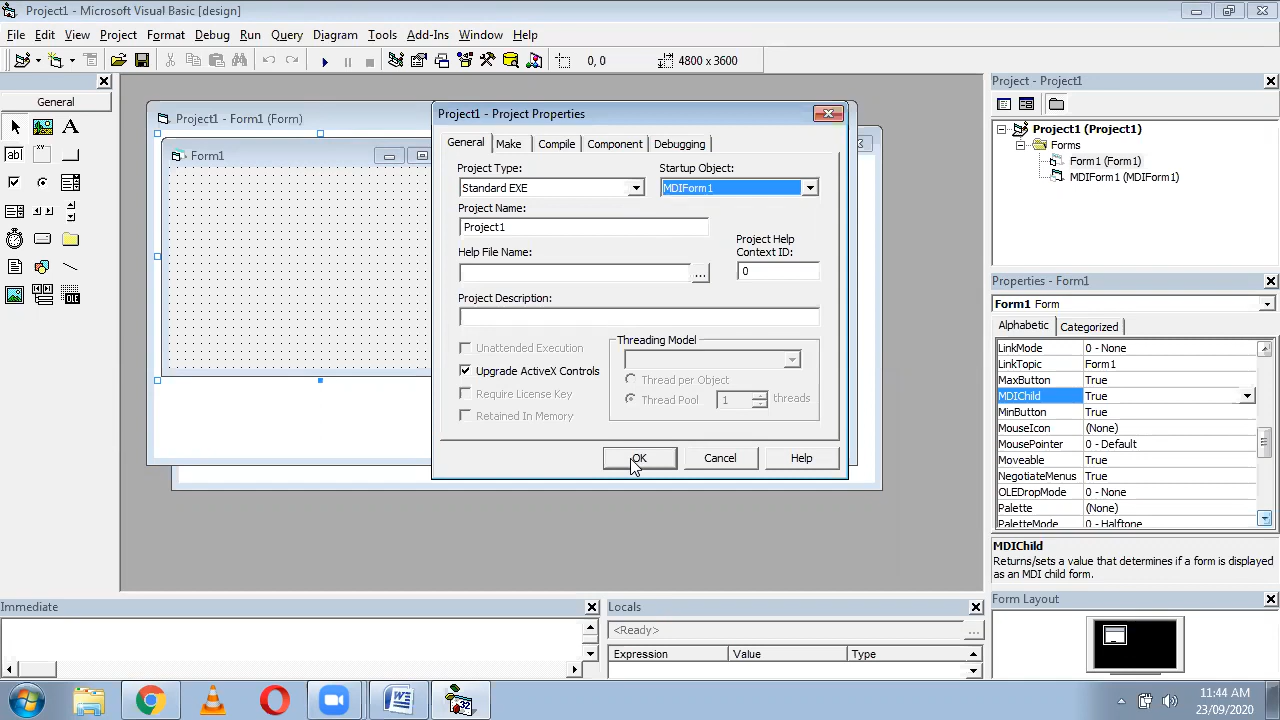 Project1 - Microsoft Visual Basic [design]
File Edit View Project Format Debug Run Query Diagram Tools Add-Ins Window Help
0, 0
4800 x 3600
General
Project1 - Form1 (Form)
Form1
Project1 - Project Properties
General Make Compile Component Debugging
Project Type:
Startup Object:
Standard EXE
MDIForm1
Project Name:
Project1
Project Help
Context ID:
Help File Name:
0
...
Project Description:
Unattended Execution
Upgrade ActiveX Controls
Require License Key
Retained In Memory
Threading Model
Thread per Object
Thread Pool 1 threads
OK Cancel Help
Project - Project1
Project1 (Project1)
Forms
Form1 (Form1)
MDIForm1 (MDIForm1)
Properties - Form1
Form1 Form
Alphabetic Categorized
LinkMode 0 - None
LinkTopic Form1
MaxButton True
MDIChild True
MinButton True
MouseIcon (None)
MousePointer 0 - Default
Moveable True
NegotiateMenus True
OLEDropMode 0 - None
Palette (None)
PaletteMode 0 - Halftone
MDIChild
Returns/sets a value that determines if a form is displayed
as an MDI child form.
Form Layout
Immediate
Locals
<Ready>
...
Expression Value Type
11:44 AM
23/09/2020